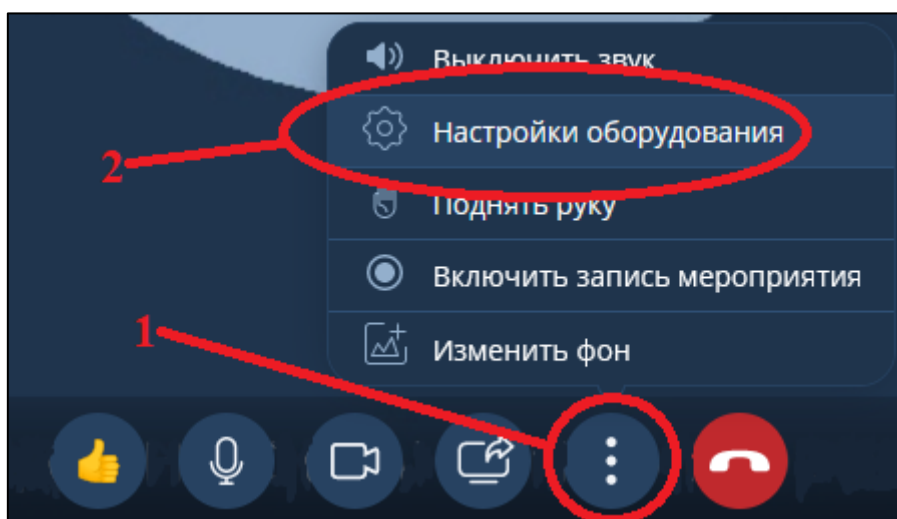 Выключить звук
2
Настройки оборудования
Поднять руку
Включить запись мероприятия
1
Изменить фон